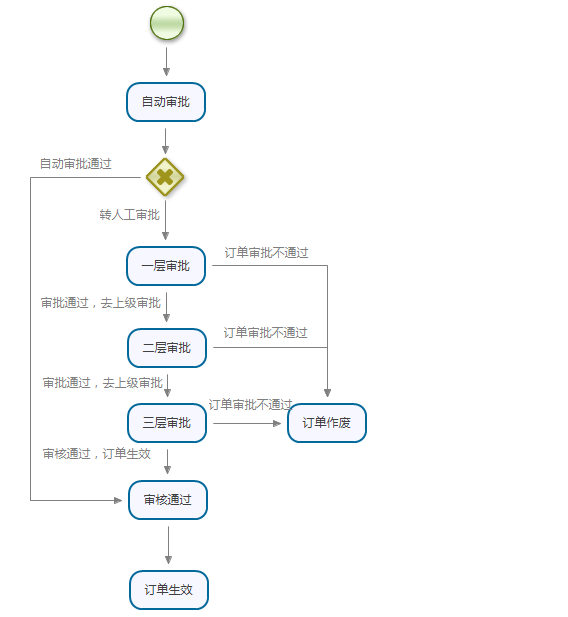 自动审批
自动审批通过
转人工审批
订单审批不通过
一层审批
审批通过，去上级审批
订单审批不通过
二层审批
审批通过，去上级审批
订单审批不通过
三层审批
订单作废
审核通过，订单生效
审核通过
订单生效